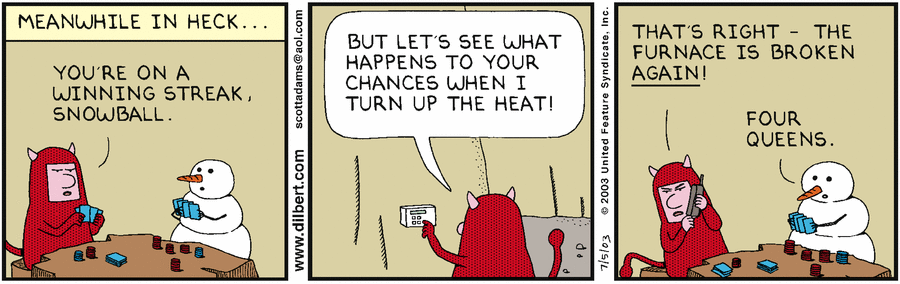 MEANWHILE IN HECK...
YOU'RE ON A
WINNING STREAK,
SNOWBALL.
www.dilbert.com scottadams@aol.com
BUT LET'S SEE WHAT
HAPPENS TO YOUR
CHANCES WHEN I
TURN UP THE HEAT!
7/5/03 © 2003 United Feature Syndicate, Inc.
THAT'S RIGHT - THE
FURNACE IS BROKEN
AGAIN!
FOUR
QUEENS.